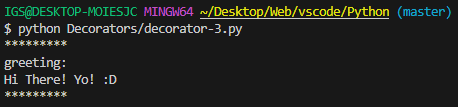 IGS@DESKTOP-MOIESJC MINGW64 ~/Desktop/Web/vscode/Python (master)
$ python Decorators/decorator-3.py
*********
greeting:
Hi There! Yo! :D
*********